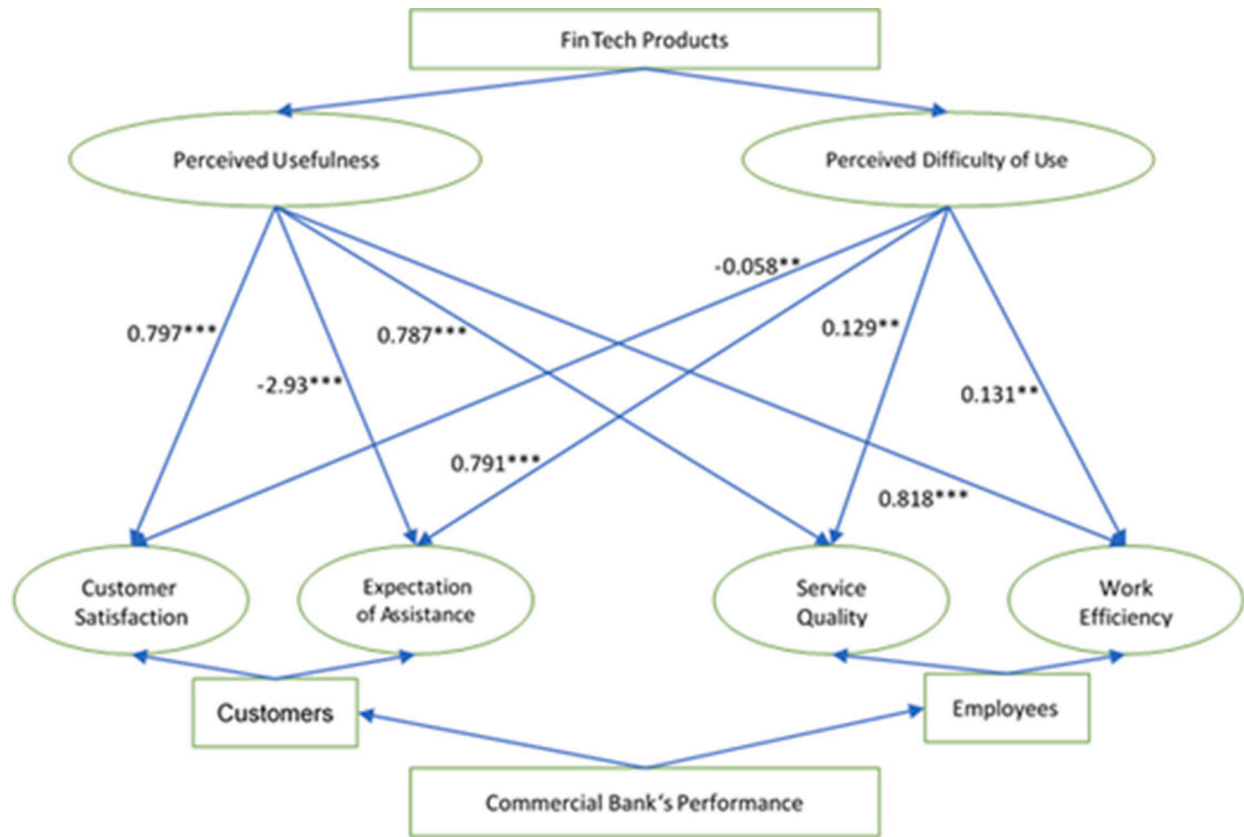 FinTech Products
Perceived Usefulness
Perceived Difficulty of Use
-0.058**
0.797***
0.787***
0.129**
-2.93***
0.131**
0.791***
0.818***
Customer
Satisfaction
Expectation
of Assistance
Service
Quality
Work
Efficiency
Customers
Employees
Commercial Bank's Performance